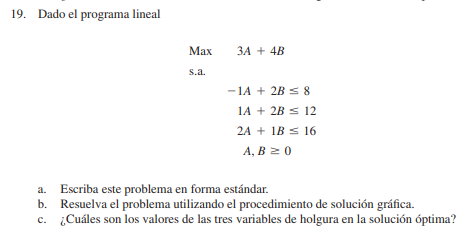 19. Dado el programa lineal
Max 3A + 4B
s.a.
−1A + 2B ≤ 8
1A + 2B ≤ 12
2A + 1B ≤ 16
A, B ≥ 0
a. Escriba este problema en forma estándar.
b. Resuelva el problema utilizando el procedimiento de solución gráfica.
c. ¿Cuáles son los valores de las tres variables de holgura en la solución óptima?